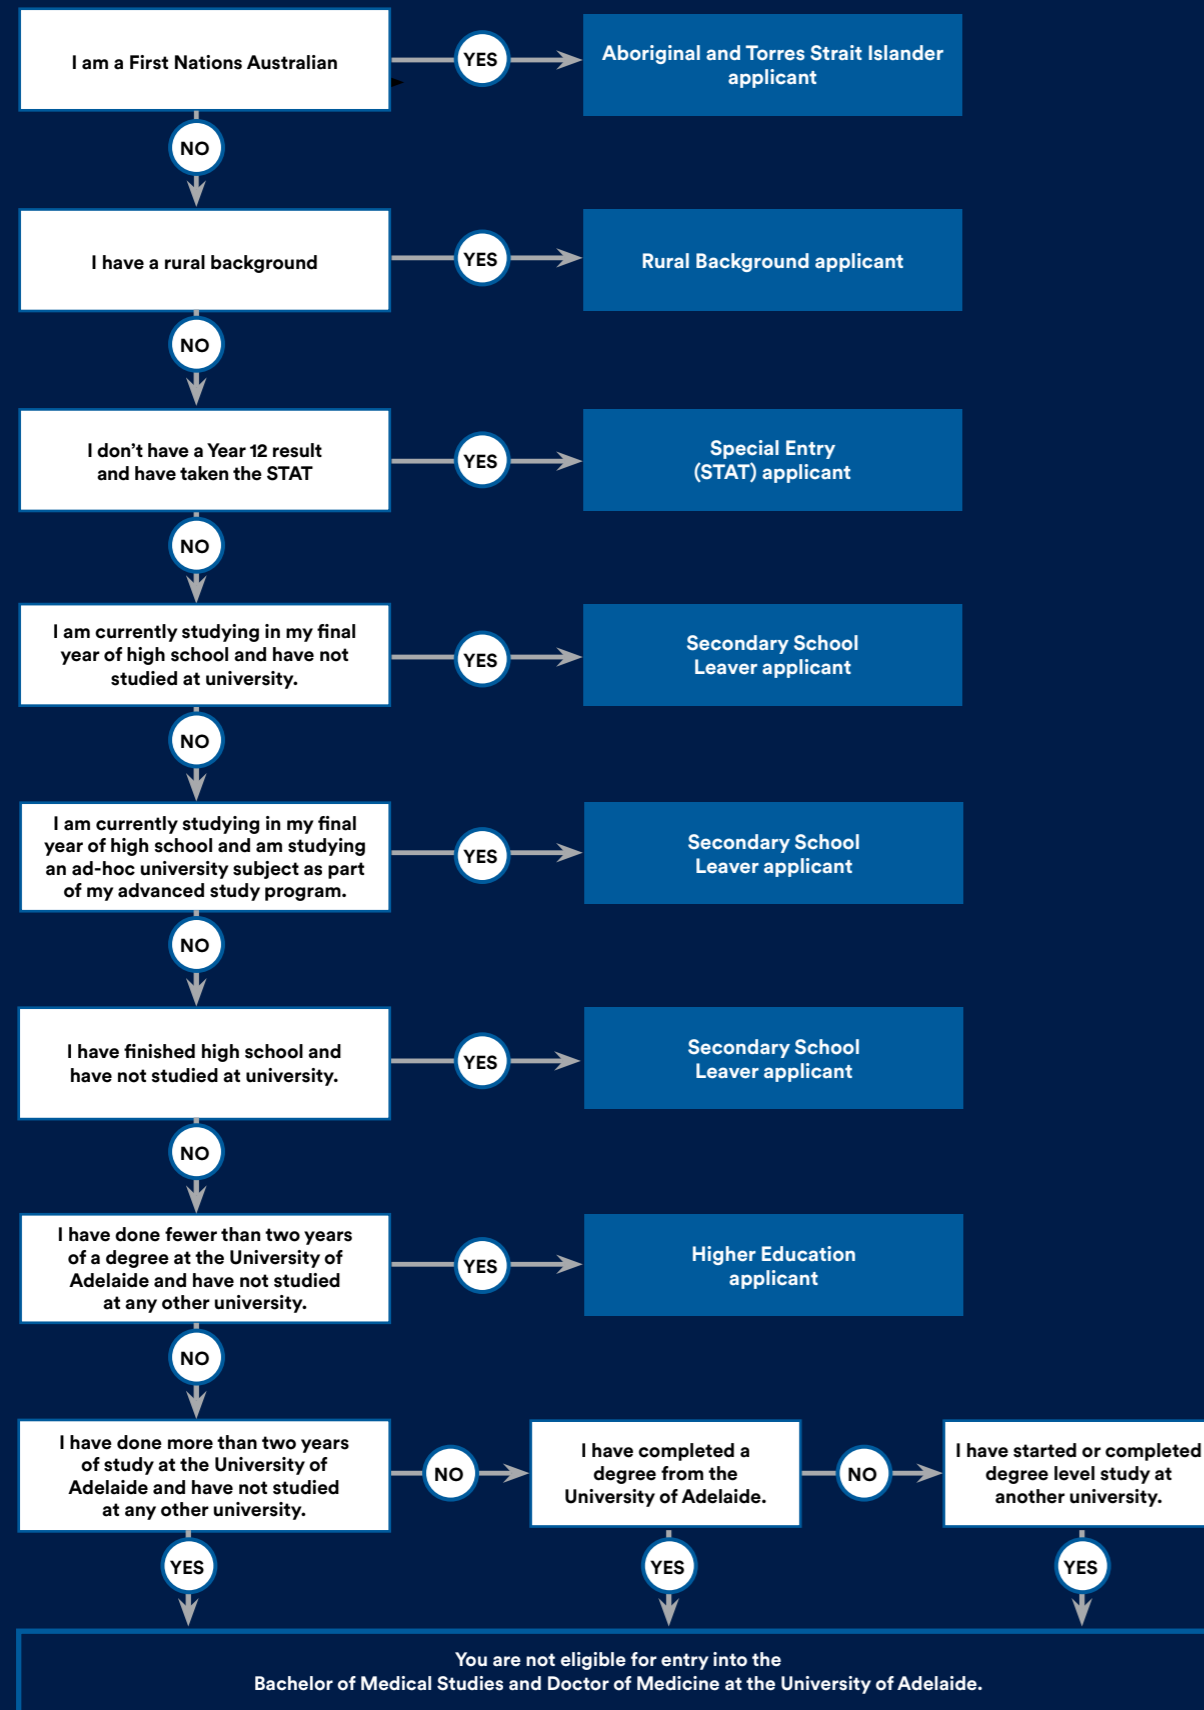 I am a First Nations Australian
YES
Aboriginal and Torres Strait Islander
applicant
NO
I have a rural background
YES
Rural Background applicant
NO
I don't have a Year 12 result
and have taken the STAT
YES
Special Entry
(STAT) applicant
NO
I am currently studying in my final
year of high school and have not
studied at university.
YES
Secondary School
Leaver applicant
NO
I am currently studying in my final
year of high school and am studying
an ad-hoc university subject as part
of my advanced study program.
YES
Secondary School
Leaver applicant
NO
I have finished high school and
have not studied at university.
YES
Secondary School
Leaver applicant
NO
I have done fewer than two years
of a degree at the University of
Adelaide and have not studied
at any other university.
YES
Higher Education
applicant
NO
I have done more than two years
of study at the University of
Adelaide and have not studied
at any other university.
NO
I have completed a
degree from the
University of Adelaide.
NO
I have started or completed
degree level study at
another university.
YES
YES
YES
You are not eligible for entry into the
Bachelor of Medical Studies and Doctor of Medicine at the University of Adelaide.